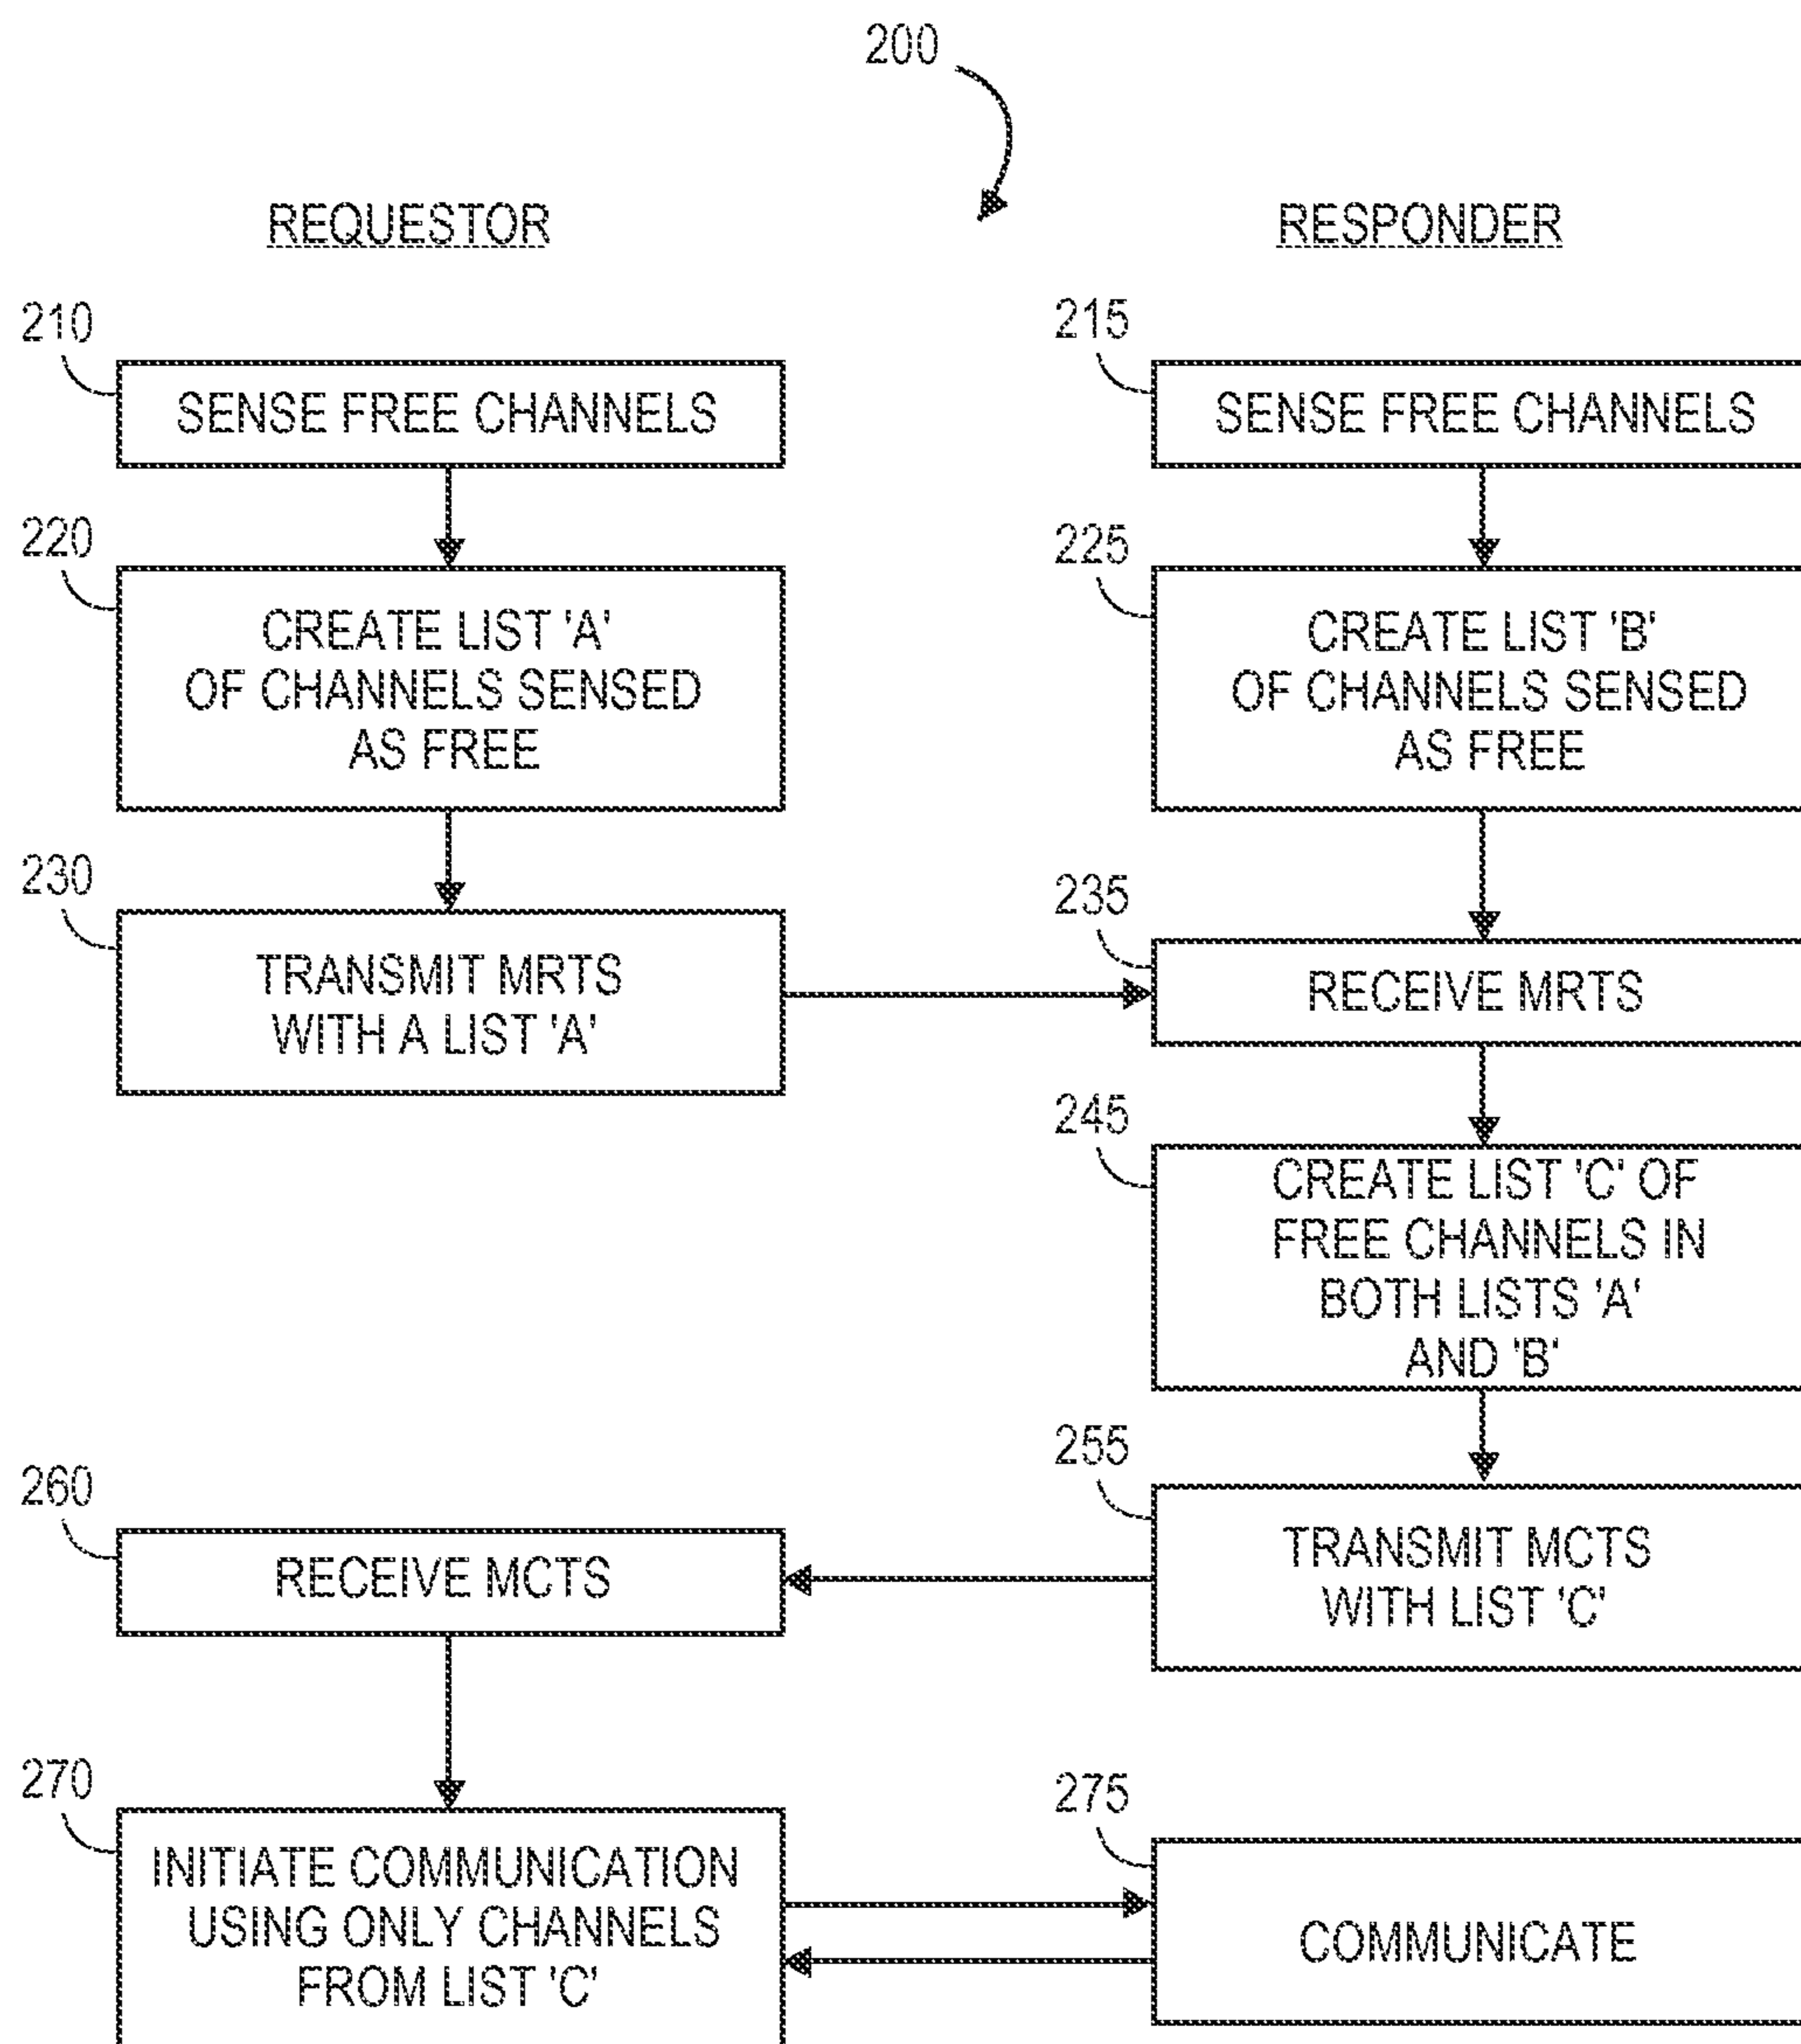 200
REQUESTOR
RESPONDER
210
SENSE FREE CHANNELS
215
SENSE FREE CHANNELS
220
CREATE LIST 'A'
OF CHANNELS SENSED
AS FREE
225
CREATE LIST 'B'
OF CHANNELS SENSED
AS FREE
230
TRANSMIT MRTS
WITH A LIST 'A'
235
RECEIVE MRTS
245
CREATE LIST 'C' OF
FREE CHANNELS IN
BOTH LISTS 'A'
AND 'B'
255
TRANSMIT MCTS
WITH LIST 'C'
260
RECEIVE MCTS
270
INITIATE COMMUNICATION
USING ONLY CHANNELS
FROM LIST 'C'
275
COMMUNICATE